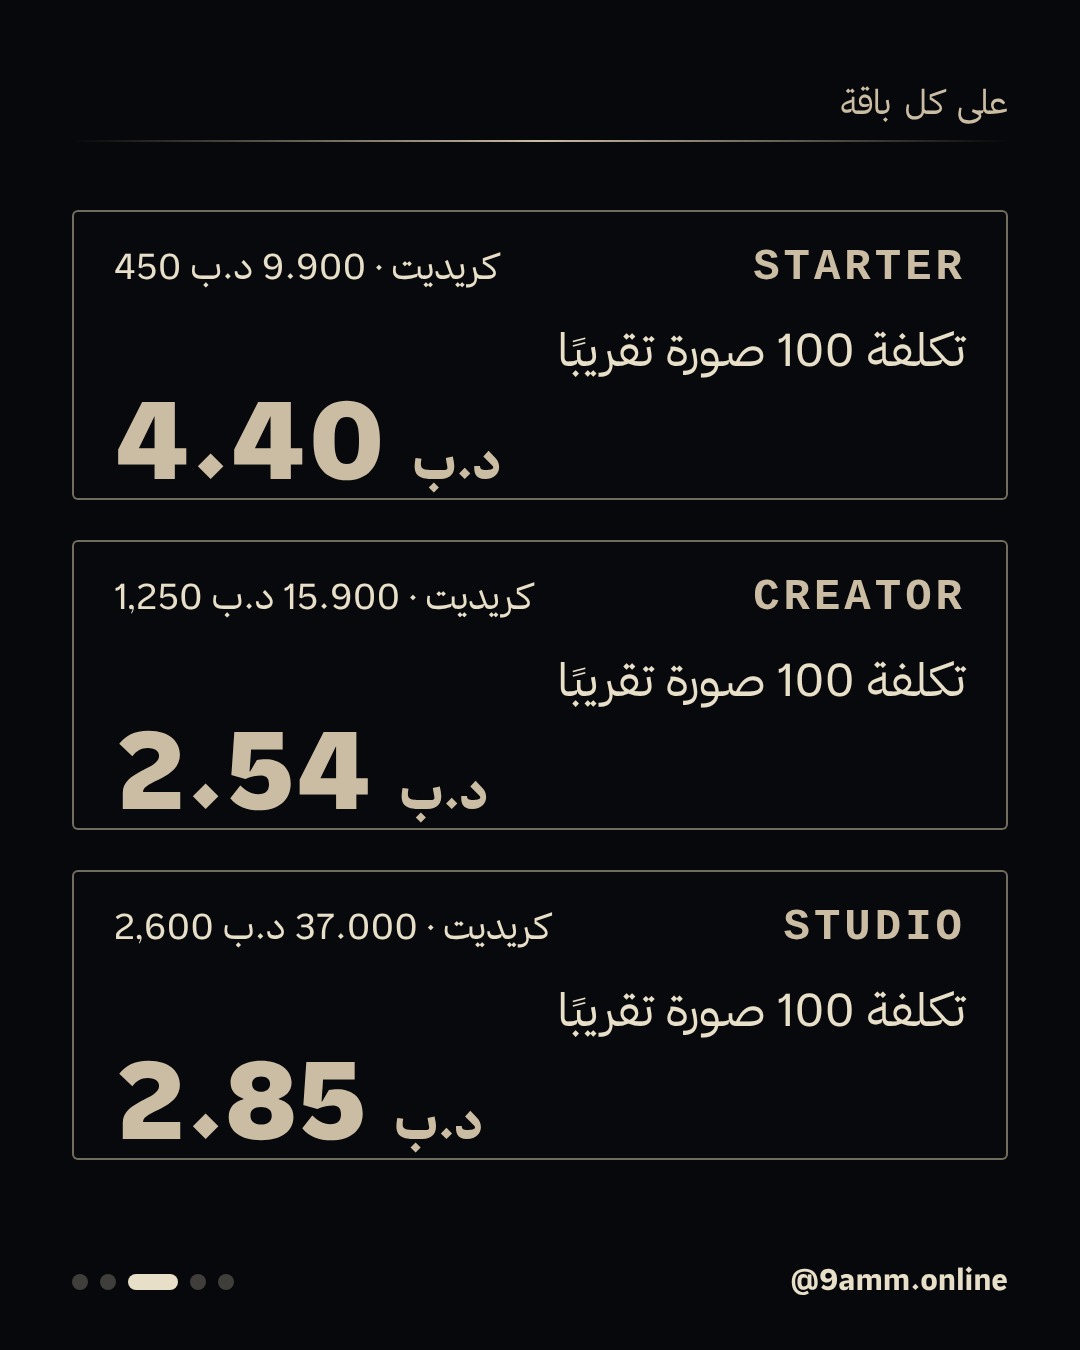 على كل باقة
STARTER
450 كريديت · 9.900 د.ب
تكلفة 100 صورة تقريبًا
4.40 د.ب
CREATOR
1,250 كريديت · 15.900 د.ب
تكلفة 100 صورة تقريبًا
2.54 د.ب
STUDIO
2,600 كريديت · 37.000 د.ب
تكلفة 100 صورة تقريبًا
2.85 د.ب
@9amm.online